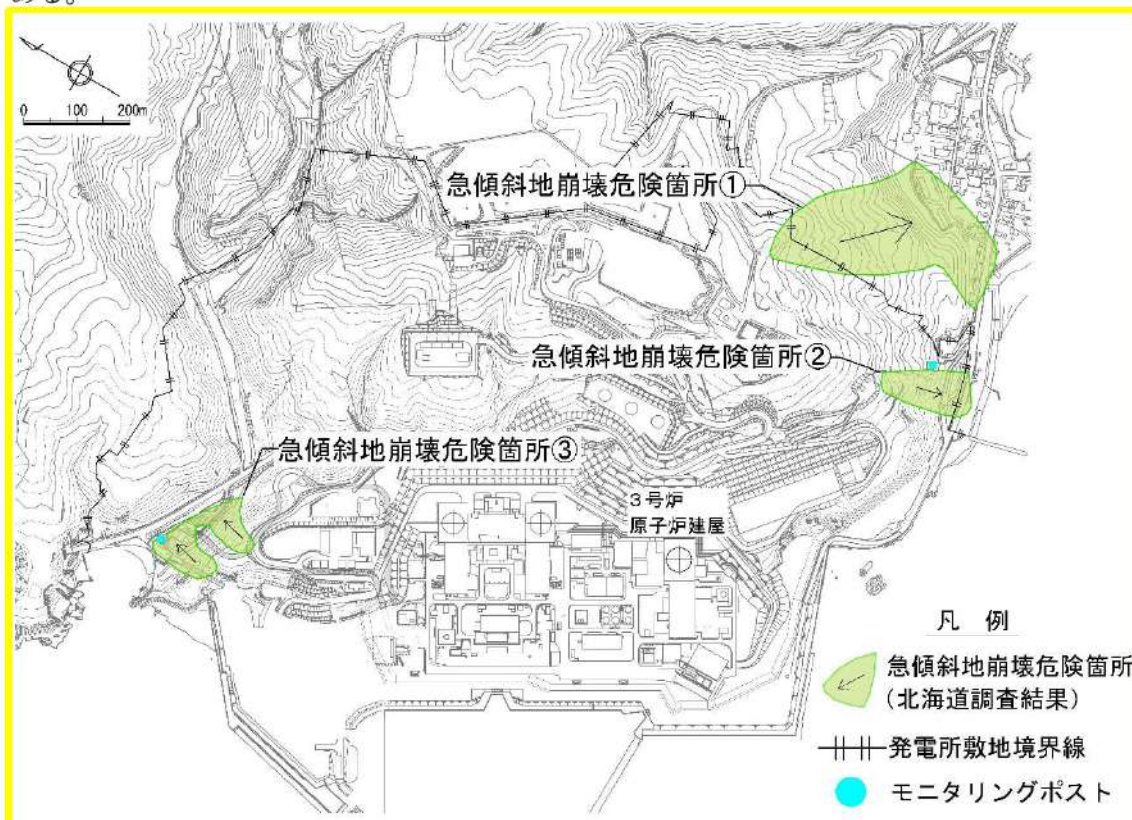 ある。
0 100 200m
急傾斜地崩壊危険箇所①
急傾斜地崩壊危険箇所②
急傾斜地崩壊危険箇所③
3号炉
原子炉建屋
凡 例
急傾斜地崩壊危険箇所
(北海道調査結果)
発電所敷地境界線
モニタリングポスト